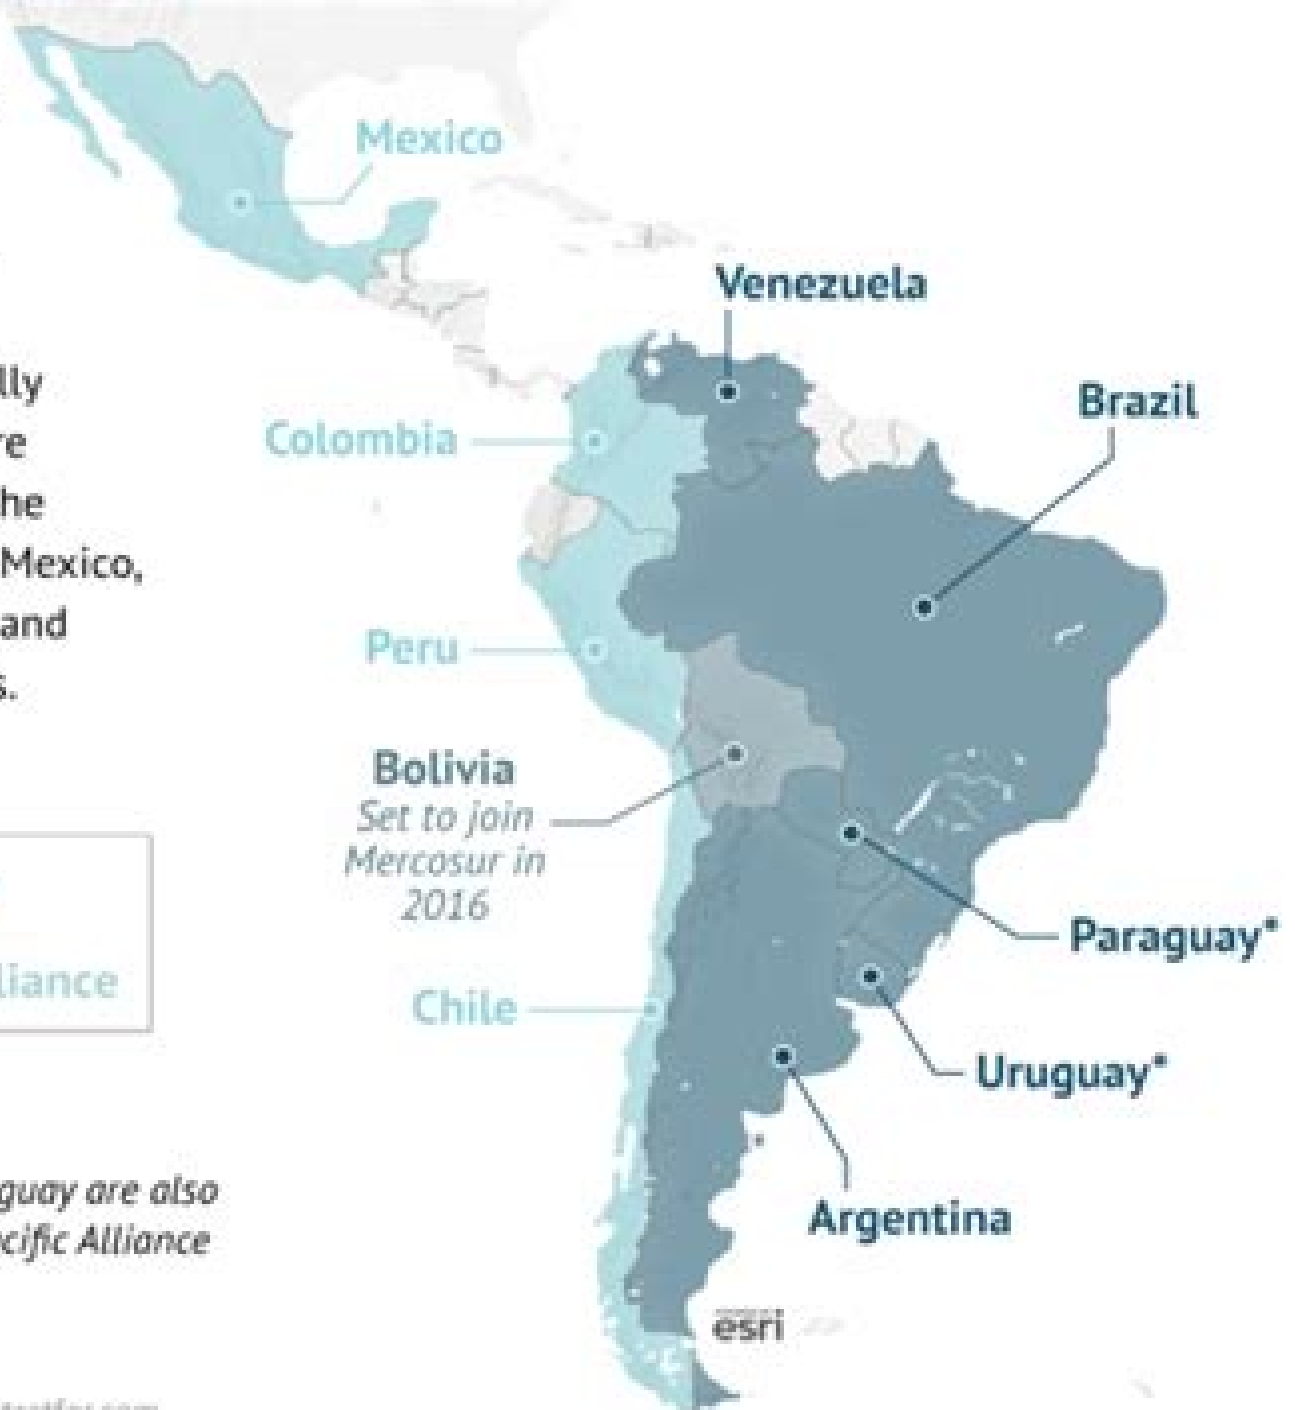 Mexico
Venezuela
Brazil
Colombia
lly
re
he
Mexico,
and
s.
Peru
Bolivia
Set to join
Mercosur in
2016
liance
Paraguay*
Chile
Uruguay*
guay are also
cific Alliance
Argentina
esri